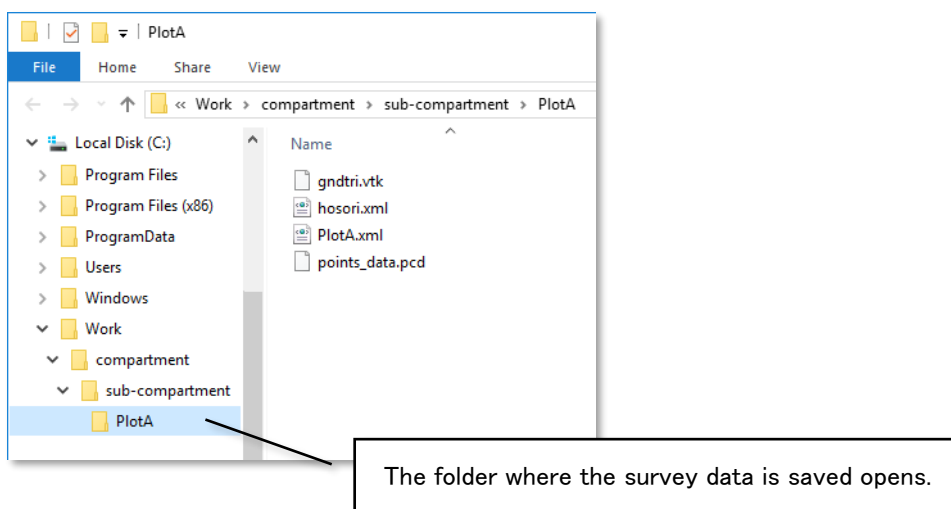 PlotA
File Home Share View
« Work › compartment › sub-compartment › PlotA
Local Disk (C:)
Program Files
Program Files (x86)
ProgramData
Users
Windows
Work
compartment
sub-compartment
PlotA
Name
gndtri.vtk
hosori.xml
PlotA.xml
points_data.pcd
The folder where the survey data is saved opens.